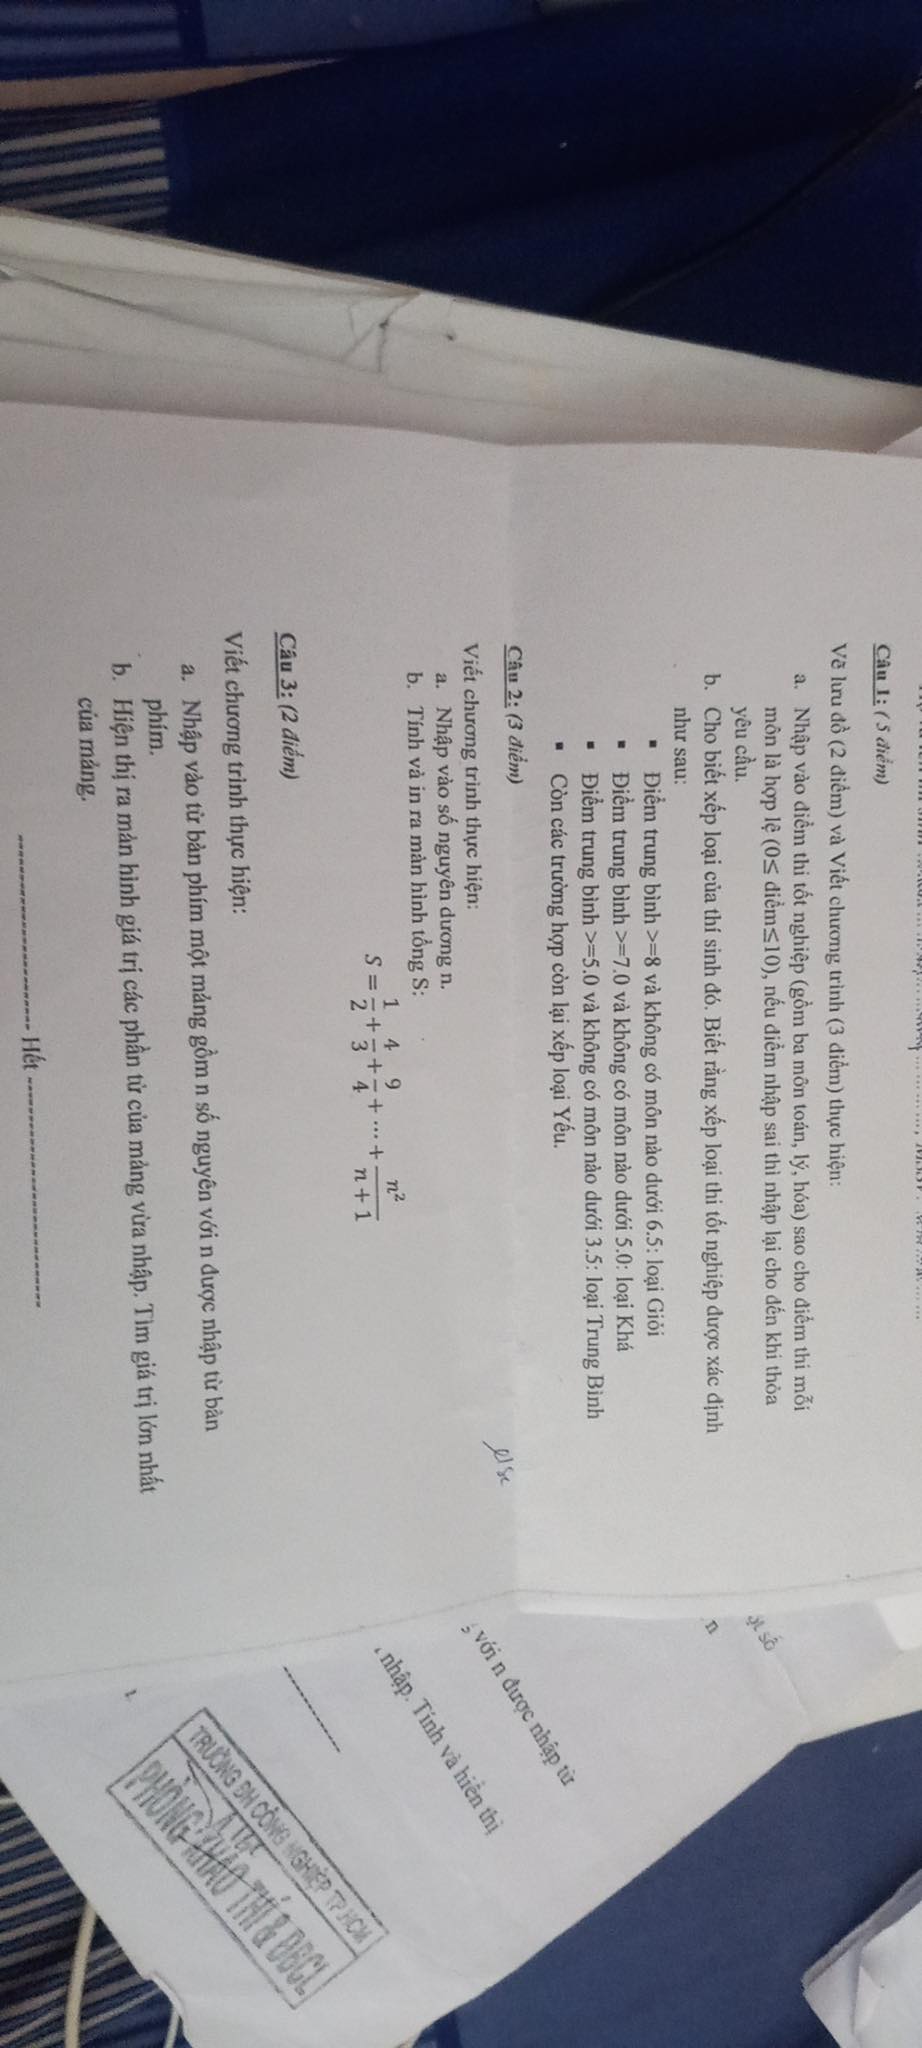 Câu 1: ( 5 điểm)
Vẽ lưu đồ (2 điểm) và Viết chương trình (3 điểm) thực hiện:
a. Nhập vào điểm thi tốt nghiệp (gồm ba môn toán, lý, hóa) sao cho điểm thi mỗi
môn là hợp lệ (0≤ điểm≤10), nếu điểm nhập sai thì nhập lại cho đến khi thỏa
yêu cầu.
b. Cho biết xếp loại của thí sinh đó. Biết rằng xếp loại thi tốt nghiệp được xác định
như sau:
▪ Điểm trung bình >=8 và không có môn nào dưới 6.5: loại Giỏi
▪ Điểm trung bình >=7.0 và không có môn nào dưới 5.0: loại Khá
▪ Điểm trung bình >=5.0 và không có môn nào dưới 3.5: loại Trung Bình
▪ Còn các trường hợp còn lại xếp loại Yếu.
Câu 2: (3 điểm)
else
Viết chương trình thực hiện:
a. Nhập vào số nguyên dương n.
b. Tính và in ra màn hình tổng S:
S = 1/2 + 4/3 + 9/4 + ⋯ + n²/(n + 1)
Câu 3: (2 điểm)
Viết chương trình thực hiện:
a. Nhập vào từ bàn phím một mảng gồm n số nguyên với n được nhập từ bàn
phím.
b. Hiện thị ra màn hình giá trị các phần tử của mảng vừa nhập. Tìm giá trị lớn nhất
của mảng.
Hết
số
n
với n được nhập từ
nhập. Tính và hiển thị
TRƯỜNG ĐH CÔNG NGHIỆP TP.HCM
PHÒNG KHẢO THÍ & ĐBCL